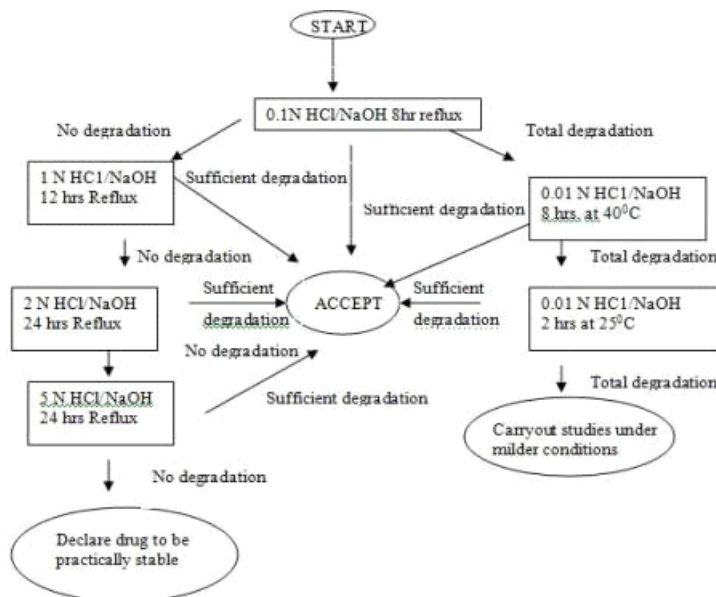 START
0.1N HCl/NaOH 8hr reflux
No degradation
Total degradation
1 N HC1/NaOH
12 hrs Reflux
Sufficient degradation
Sufficient degradation
0.01 N HC1/NaOH
8 hrs. at 40⁰C
No degradation
Total degradation
2 N HCl/NaOH
24 hrs Reflux
Sufficient
degradation
ACCEPT
Sufficient
degradation
0.01 N HC1/NaOH
2 hrs at 25⁰C
No degradation
5 N HCl/NaOH
24 hrs Reflux
Sufficient degradation
Total degradation
Carryout studies under
milder conditions
No degradation
Declare drug to be
practically stable